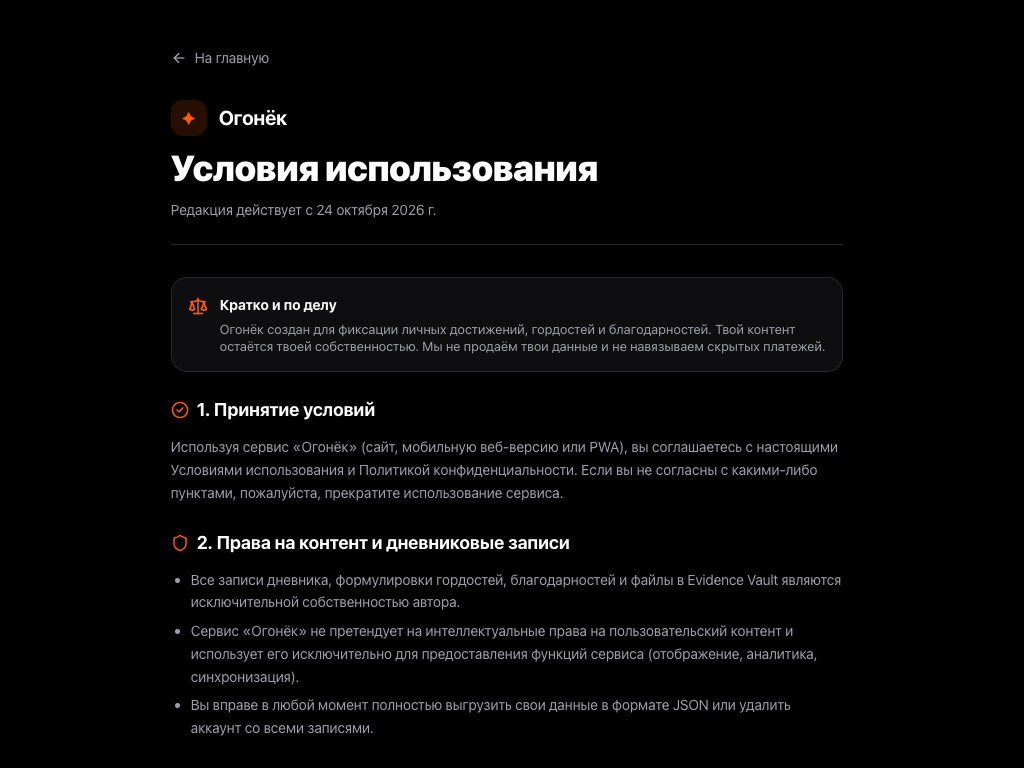 На главную
Огонёк
Условия использования
Редакция действует с 24 октября 2026 г.
Кратко и по делу
Огонёк создан для фиксации личных достижений, гордостей и благодарностей. Твой контент
остаётся твоей собственностью. Мы не продаём твои данные и не навязываем скрытых платежей.
1. Принятие условий
Используя сервис «Огонёк» (сайт, мобильную веб-версию или PWA), вы соглашаетесь с настоящими
Условиями использования и Политикой конфиденциальности. Если вы не согласны с какими-либо
пунктами, пожалуйста, прекратите использование сервиса.
2. Права на контент и дневниковые записи
• Все записи дневника, формулировки гордостей, благодарностей и файлы в Evidence Vault являются
исключительной собственностью автора.
• Сервис «Огонёк» не претендует на интеллектуальные права на пользовательский контент и
использует его исключительно для предоставления функций сервиса (отображение, аналитика,
синхронизация).
• Вы вправе в любой момент полностью выгрузить свои данные в формате JSON или удалить
аккаунт со всеми записями.